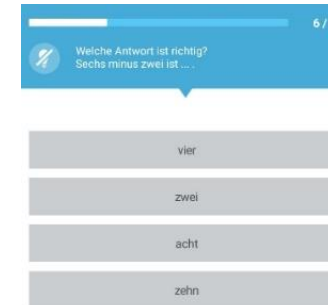 6/
Welche Antwort ist richtig?
Sechs minus zwei ist ... .
vier
zwei
acht
zehn